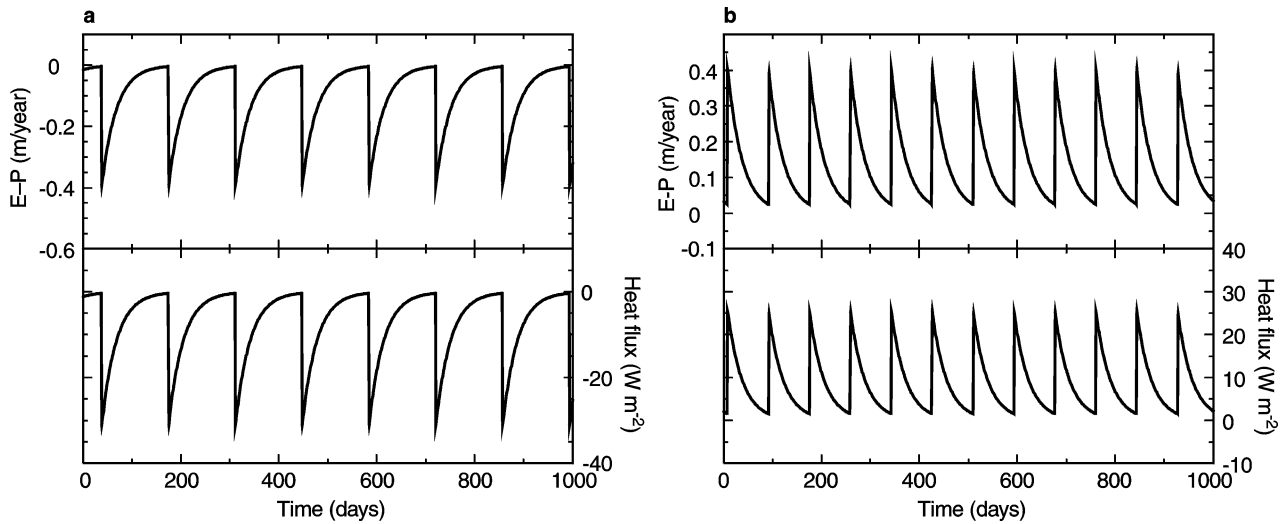 a
0
-0.2
-0.4
-0.6
E–P (m/year)
0
-20
-40
Heat flux (W m-2)
0 200 400 600 800 1000
Time (days)
b
0.4
0.3
0.2
0.1
0
-0.1
E-P (m/year)
40
30
20
10
0
-10
Heat flux (W m-2)
0 200 400 600 800 1000
Time (days)